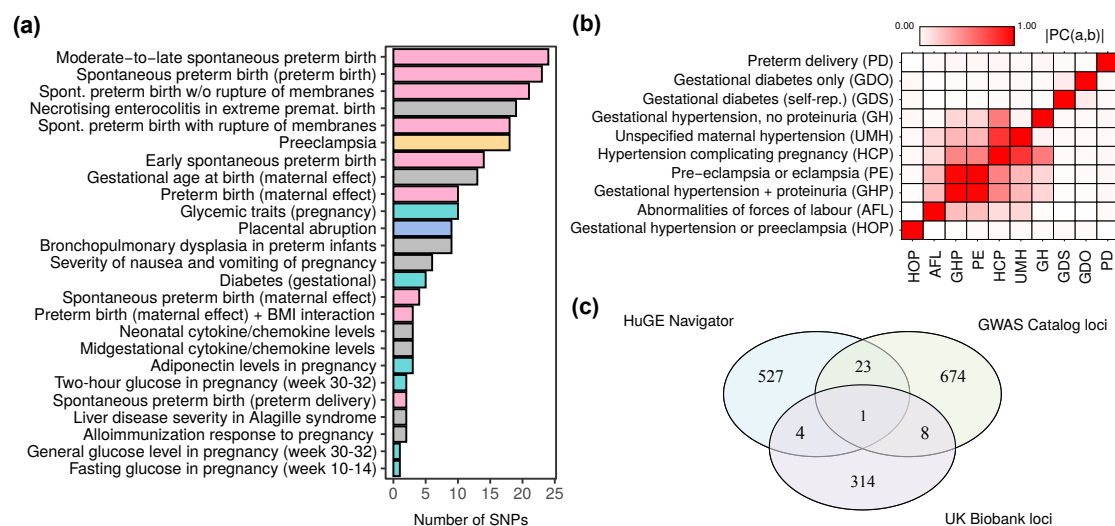 (a)
Moderate-to-late spontaneous preterm birth
Spontaneous preterm birth (preterm birth)
Spont. preterm birth w/o rupture of membranes
Necrotising enterocolitis in extreme premat. birth
Spont. preterm birth with rupture of membranes
Preeclampsia
Early spontaneous preterm birth
Gestational age at birth (maternal effect)
Preterm birth (maternal effect)
Glycemic traits (pregnancy)
Placental abruption
Bronchopulmonary dysplasia in preterm infants
Severity of nausea and vomiting of pregnancy
Diabetes (gestational)
Spontaneous preterm birth (maternal effect)
Preterm birth (maternal effect) + BMI interaction
Neonatal cytokine/chemokine levels
Midgestational cytokine/chemokine levels
Adiponectin levels in pregnancy
Two-hour glucose in pregnancy (week 30-32)
Spontaneous preterm birth (preterm delivery)
Liver disease severity in Alagille syndrome
Alloimmunization response to pregnancy
General glucose level in pregnancy (week 30-32)
Fasting glucose in pregnancy (week 10-14)
0 5 10 15 20 25
Number of SNPs
(b)
0.00 1.00
|PC(a,b)|
Preterm delivery (PD)
Gestational diabetes only (GDO)
Gestational diabetes (self-rep.) (GDS)
Gestational hypertension, no proteinuria (GH)
Unspecified maternal hypertension (UMH)
Hypertension complicating pregnancy (HCP)
Pre-eclampsia or eclampsia (PE)
Gestational hypertension + proteinuria (GHP)
Abnormalities of forces of labour (AFL)
Gestational hypertension or preeclampsia (HOP)
HOP AFL GHP PE HCP UMH GH GDS GDO PD
(c)
HuGE Navigator
GWAS Catalog loci
527 23 674
1
4 8
314
UK Biobank loci